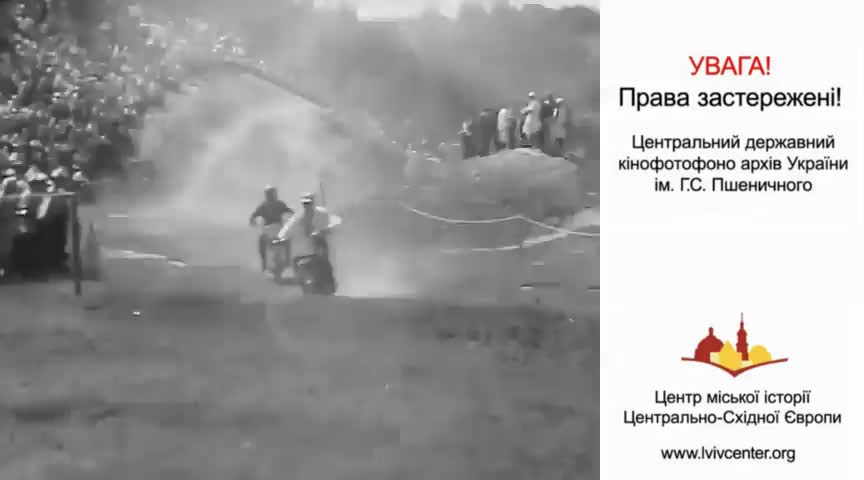 УВАГА!
Права застережені!
Центральний державний
кінофотофоно архів України
ім. Г.С. Пшеничного
Центр міської історії
Центрально-Східної Європи
www.lvivcenter.org